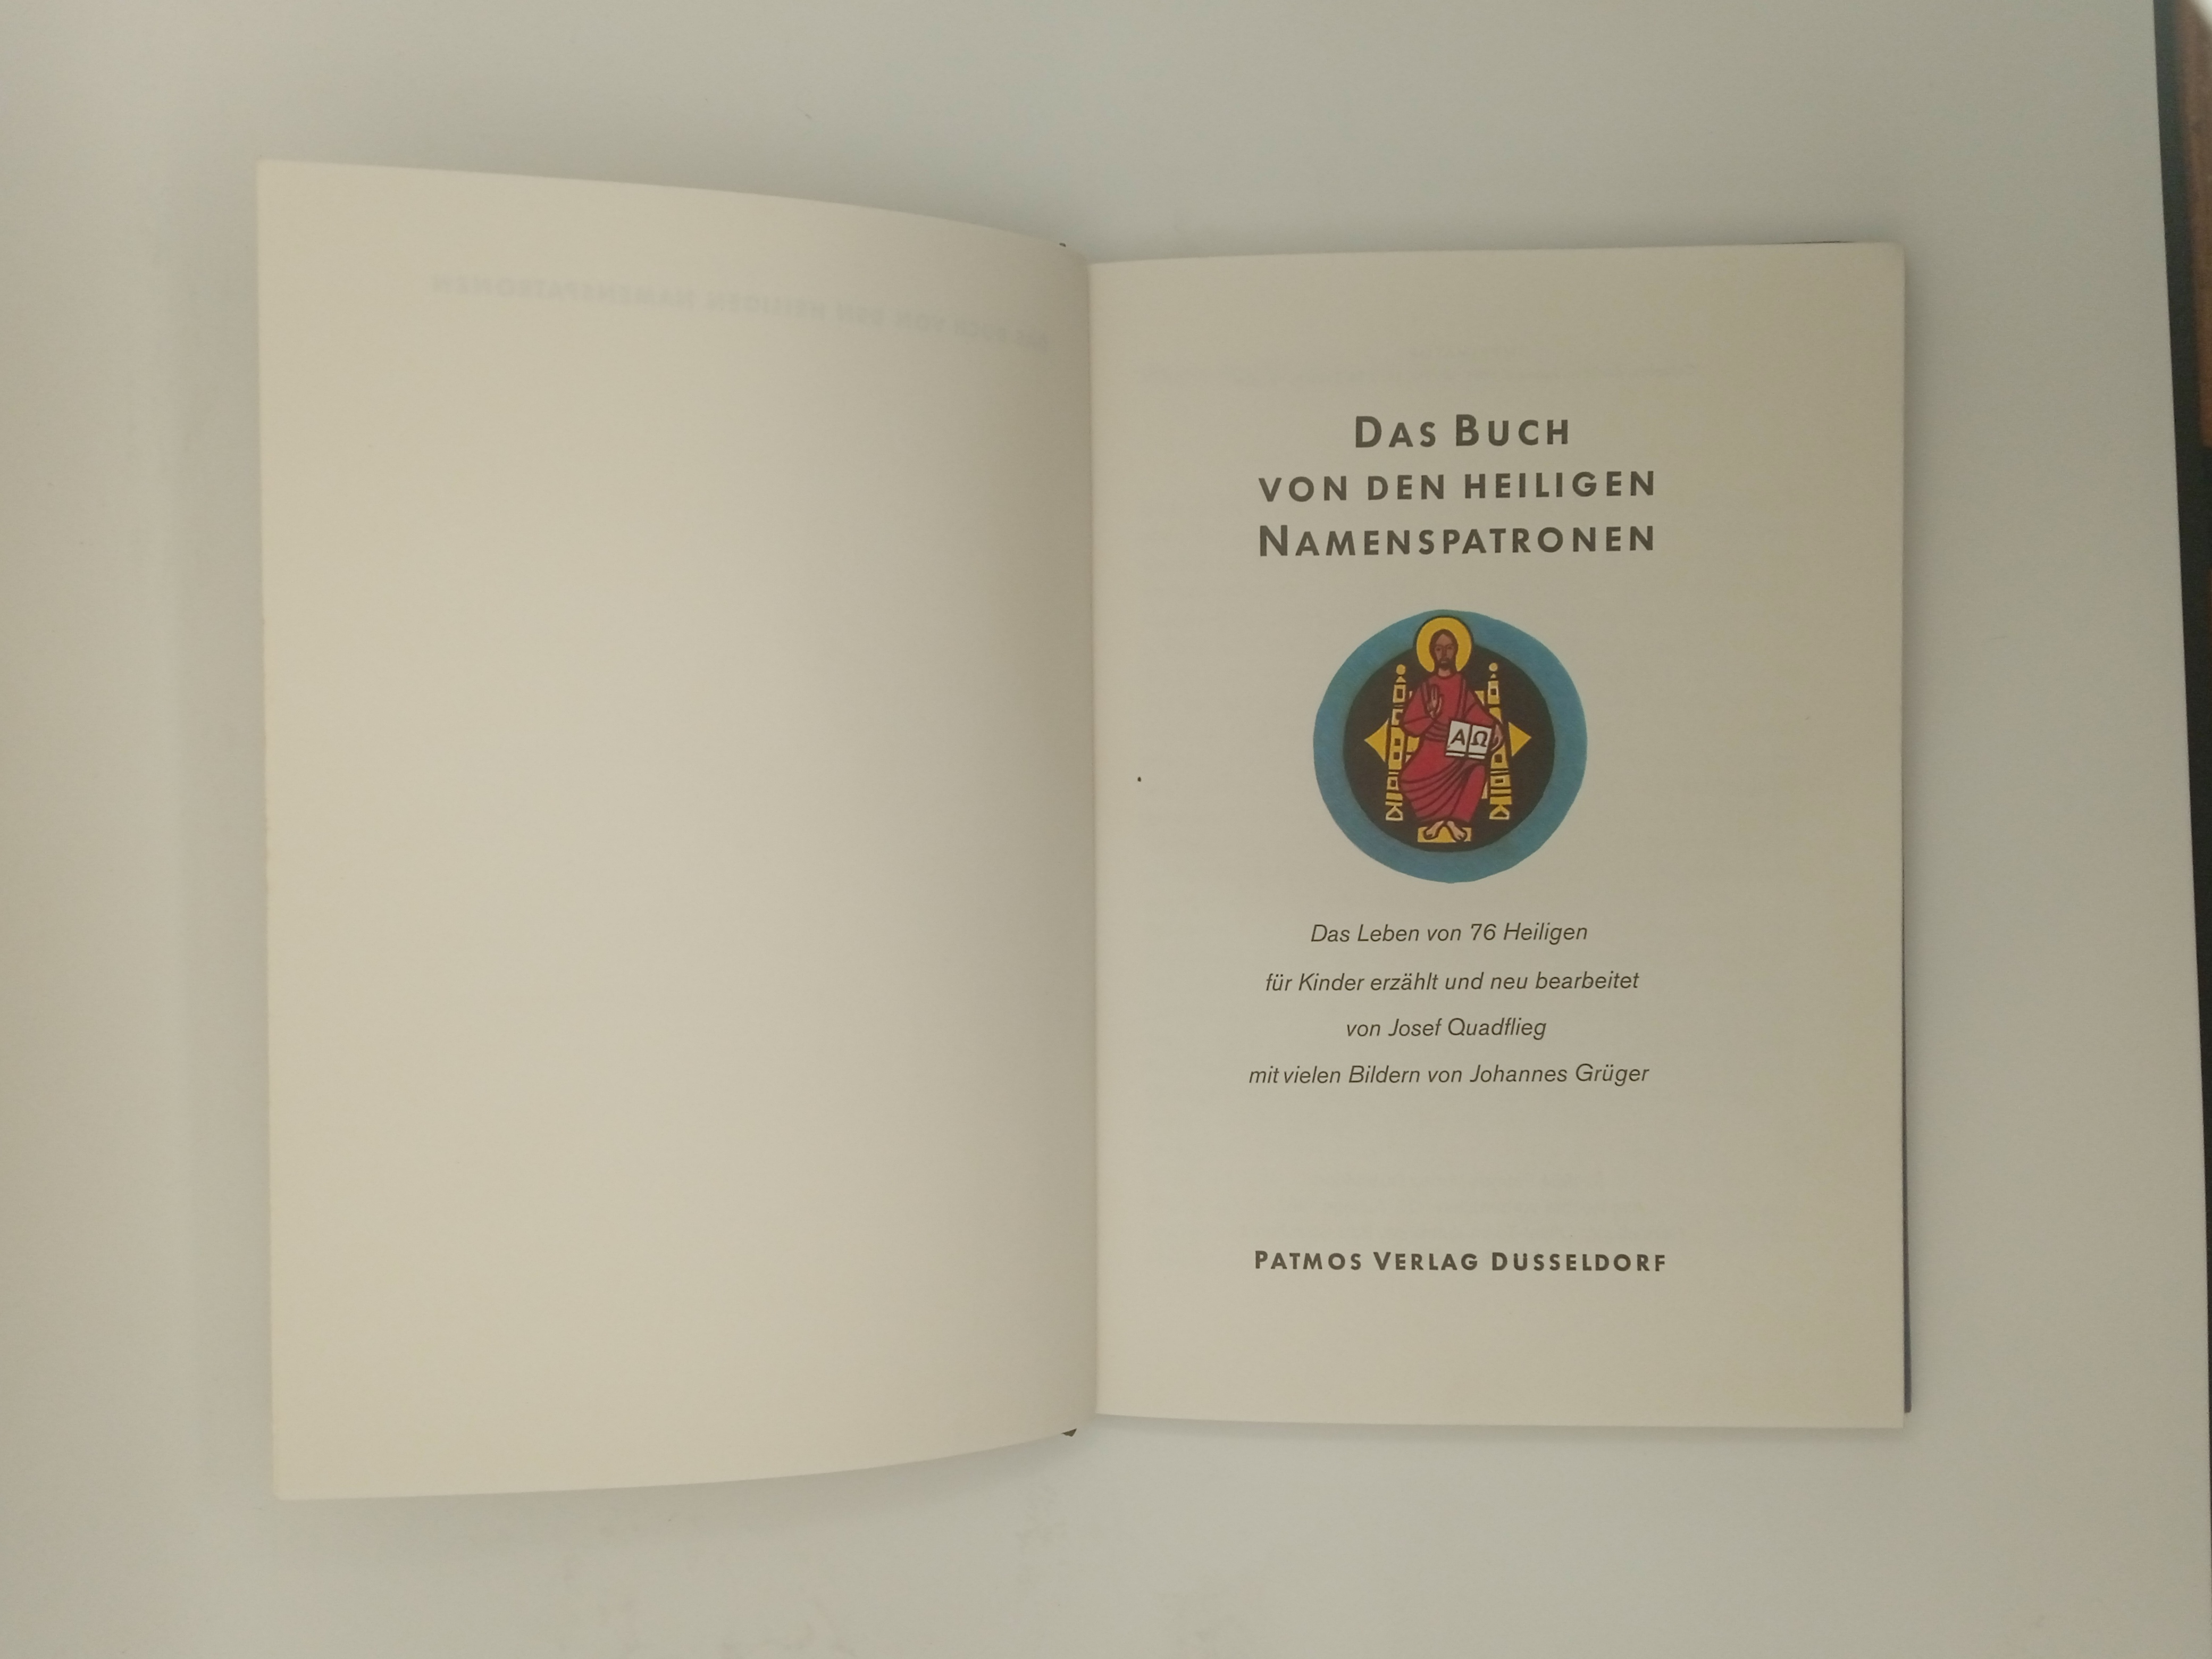 DAS BUCH
VON DEN HEILIGEN
NAMENSPATRONEN
A Ω
Das Leben von 76 Heiligen
für Kinder erzählt und neu bearbeitet
von Josef Quadflieg
mit vielen Bildern von Johannes Grüger
PATMOS VERLAG DUSSELDORF